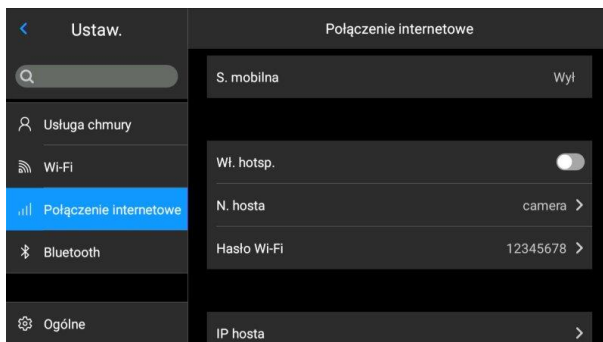 Ustaw.
Usługa chmury
Wi-Fi
Połączenie internetowe
Bluetooth
Ogólne
Połączenie internetowe
S. mobilna Wył
Wł. hotsp.
N. hosta camera
Hasło Wi-Fi 12345678
IP hosta